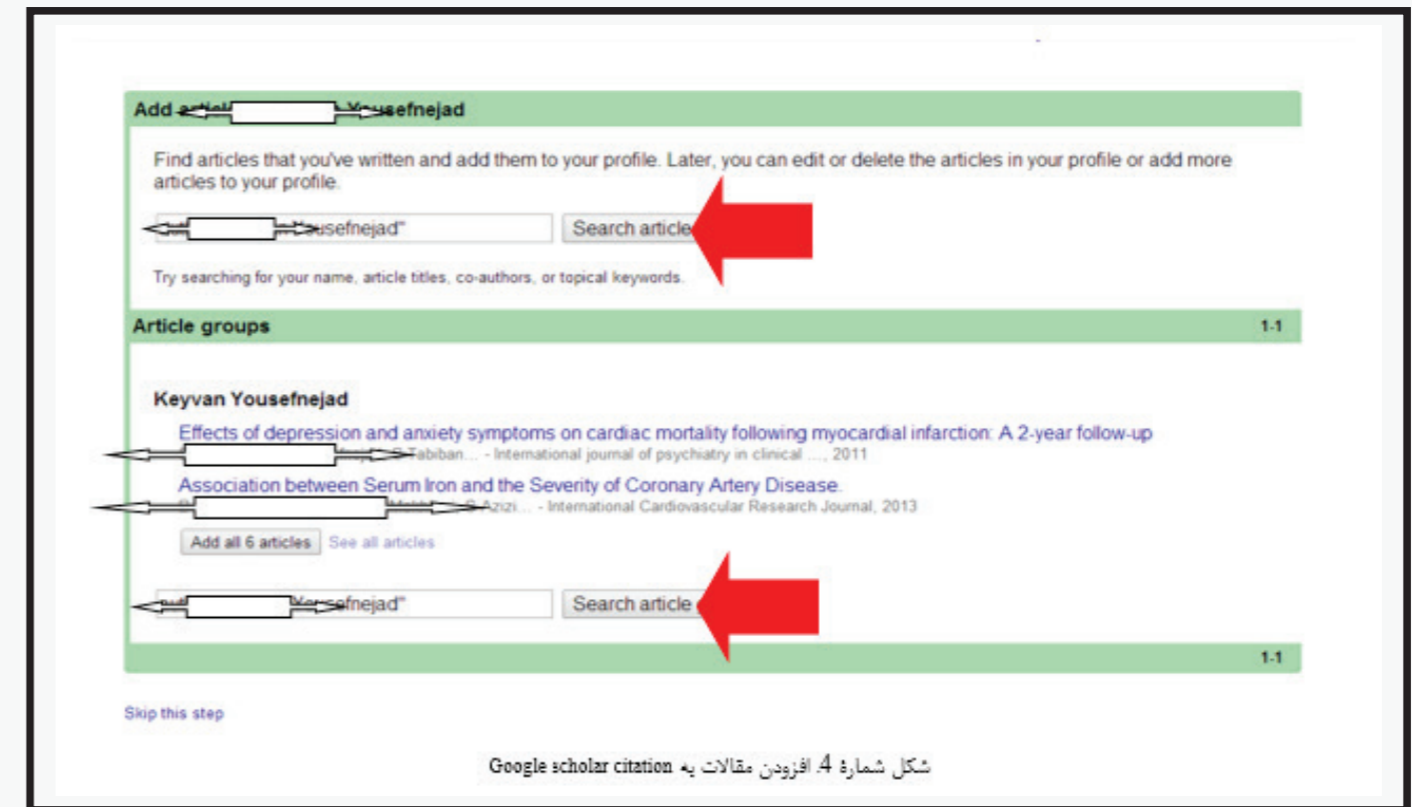 Add Yousefnejad
Find articles that you've written and add them to your profile. Later, you can edit or delete the articles in your profile or add more
articles to your profile.
Yousefnejad" Search article
Try searching for your name, article titles, co-authors, or topical keywords.
Article groups 1-1
Keyvan Yousefnejad
Effects of depression and anxiety symptoms on cardiac mortality following myocardial infarction: A 2-year follow-up
Tabiban... - International journal of psychiatry in clinical ..., 2011
Association between Serum Iron and the Severity of Coronary Artery Disease.
S Azizi... - International Cardiovascular Research Journal, 2013
Add all 6 articles See all articles
Yousefnejad" Search article
1-1
Skip this step
شکل شمارۀ 4. افزودن مقالات به Google scholar citation